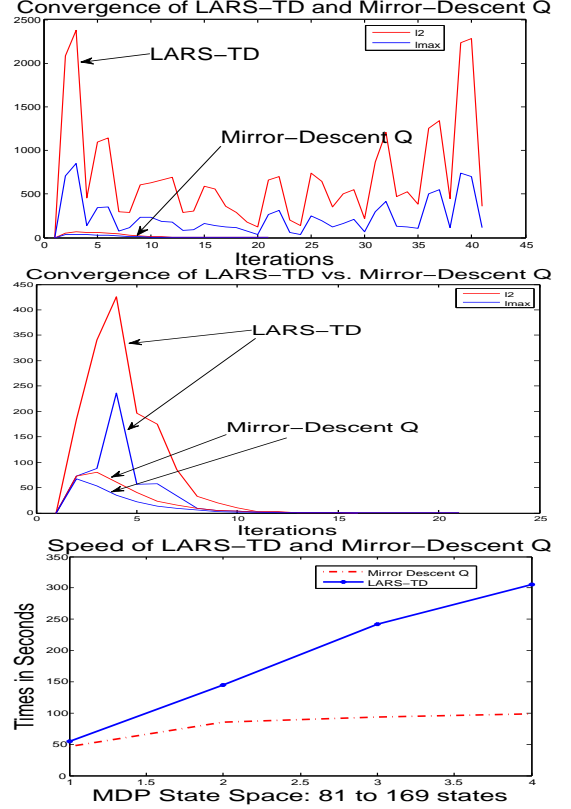 Convergence of LARS-TD and Mirror-Descent Q
2500
2000
1500
1000
500
0
l2
lmax
LARS-TD
Mirror-Descent Q
0 5 10 15 20 25 30 35 40 45
Iterations
Convergence of LARS-TD vs. Mirror-Descent Q
450
400
350
300
250
200
150
100
50
0
l2
lmax
LARS-TD
Mirror-Descent Q
0 5 10 15 20 25
Iterations
Speed of LARS-TD and Mirror-Descent Q
350
300
250
200
150
100
50
0
Times in Seconds
Mirror Descent Q
LARS-TD
1 1.5 2 2.5 3 3.5 4
MDP State Space: 81 to 169 states